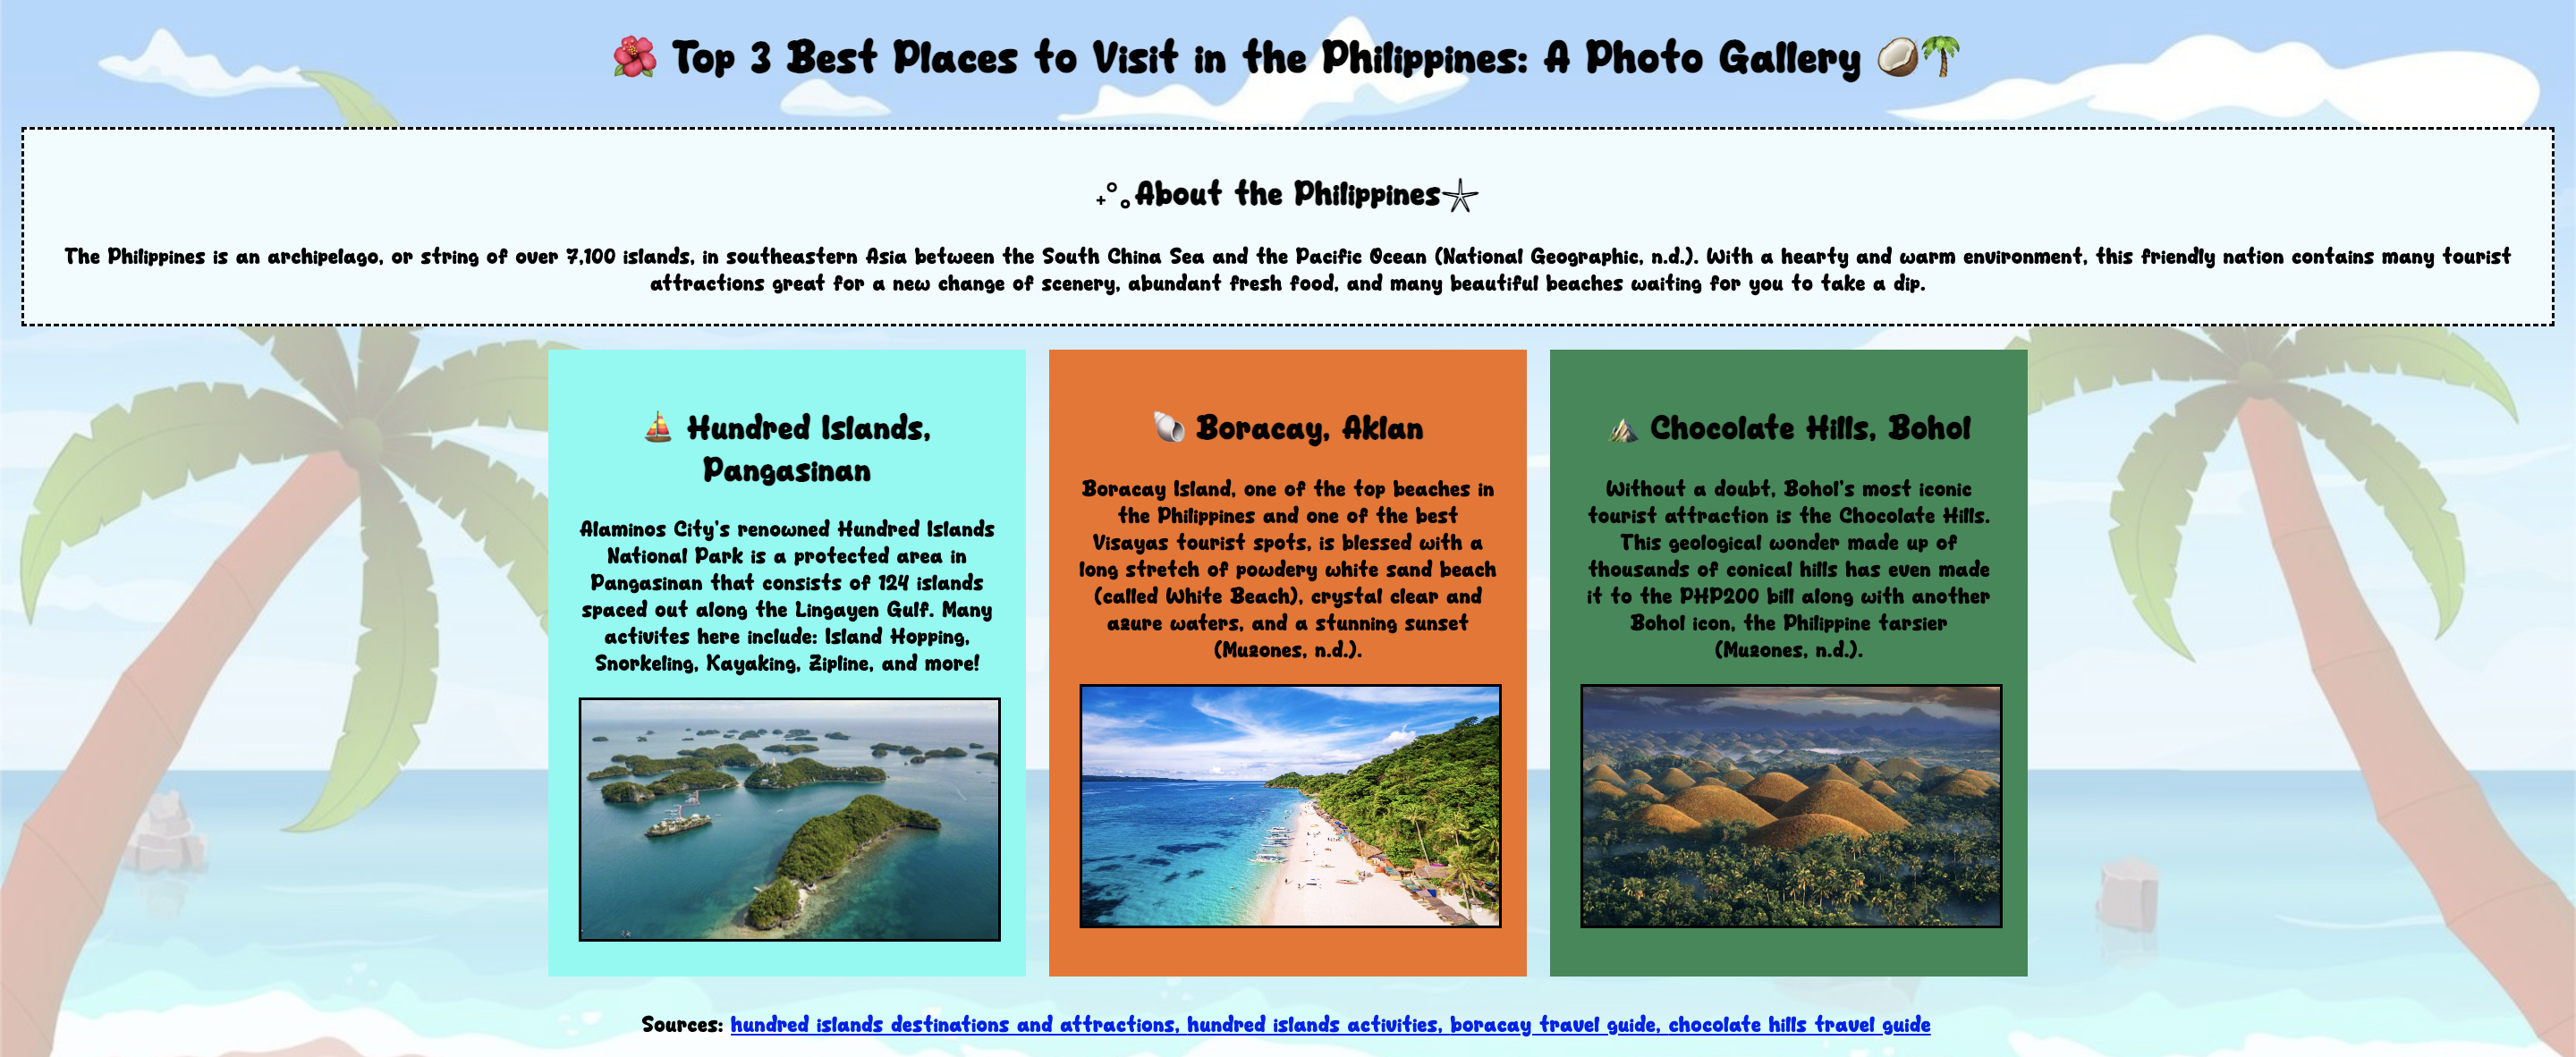 🌺 Top 3 Best Places to Visit in the Philippines: A Photo Gallery 🥥🌴
˖°｡About the Philippines𓇼
The Philippines is an archipelago, or string of over 7,100 islands, in southeastern Asia between the South China Sea and the Pacific Ocean (National Geographic, n.d.). With a hearty and warm environment, this friendly nation contains many tourist
attractions great for a new change of scenery, abundant fresh food, and many beautiful beaches waiting for you to take a dip.
⛵ Hundred Islands,
Pangasinan
Alaminos City's renowned Hundred Islands
National Park is a protected area in
Pangasinan that consists of 124 islands
spaced out along the Lingayen Gulf. Many
activites here include: Island Hopping,
Snorkeling, Kayaking, Zipline, and more!
🐚 Boracay, Aklan
Boracay Island, one of the top beaches in
the Philippines and one of the best
Visayas tourist spots, is blessed with a
long stretch of powdery white sand beach
(called White Beach), crystal clear and
azure waters, and a stunning sunset
(Muzones, n.d.).
⛰️ Chocolate Hills, Bohol
Without a doubt, Bohol's most iconic
tourist attraction is the Chocolate Hills.
This geological wonder made up of
thousands of conical hills has even made
it to the PHP200 bill along with another
Bohol icon, the Philippine tarsier
(Muzones, n.d.).
Sources: hundred islands destinations and attractions, hundred islands activities, boracay travel guide, chocolate hills travel guide